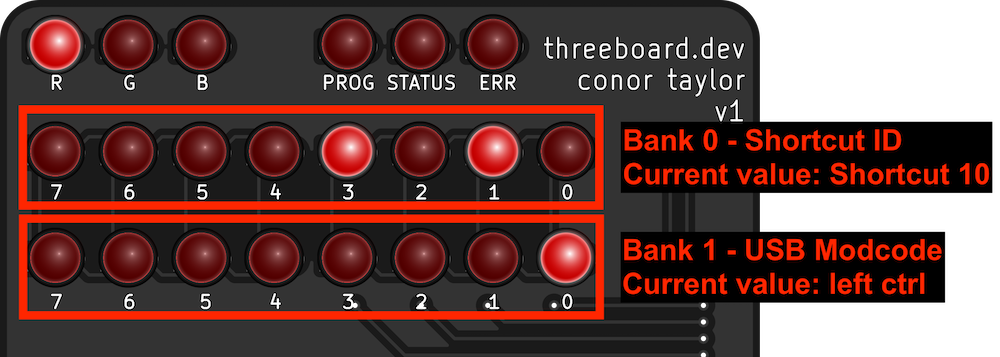 threeboard.dev
conor taylor
v1
R G B PROG STATUS ERR
7 6 5 4 3 2 1 0
Bank 0 - Shortcut ID
Current value: Shortcut 10
7 6 5 4 3 2 1 0
Bank 1 - USB Modcode
Current value: left ctrl